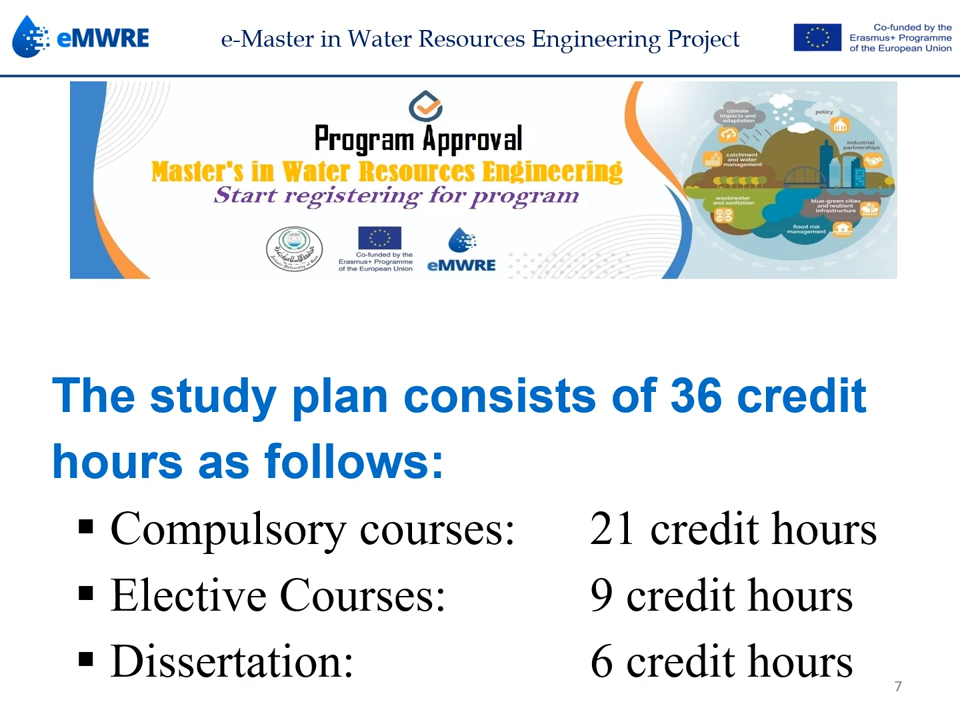 eMWRE
e-Master in Water Resources Engineering Project
Co-funded by the
Erasmus+ Programme
of the European Union
Program Approval
Master's in Water Resources Engineering
Start registering for program
Co-funded by the
Erasmus+ Programme
of the European Union
eMWRE
climate
impacts and
adaptation
policy
industrial
partnerships
catchment
and water
management
wastewater
and sanitation
blue-green cities
and resilient
infrastructure
flood risk
management
The study plan consists of 36 credit
hours as follows:
▪ Compulsory courses: 21 credit hours
▪ Elective Courses: 9 credit hours
▪ Dissertation: 6 credit hours
7